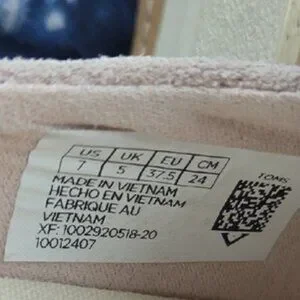 US UK EU CM
7 5 37.5 24
TOMS
MADE IN VIETNAM
HECHO EN VIETNAM
FABRIQUE AU
VIETNAM
XF: 1002920518-20
10012407